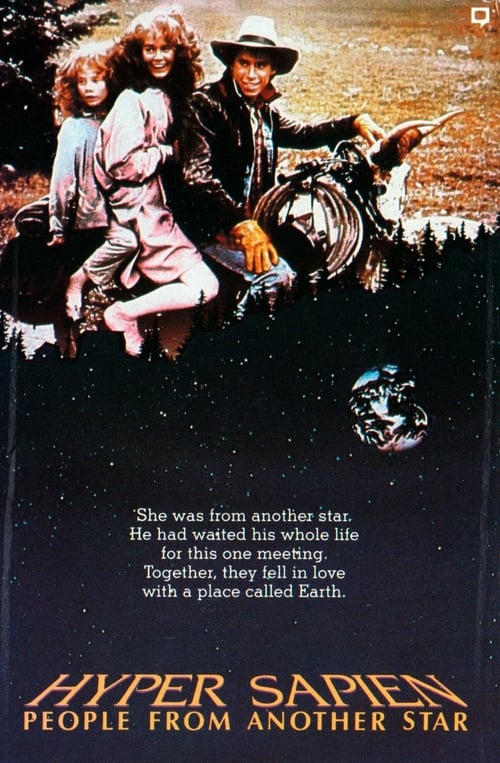 She was from another star.
He had waited his whole life
for this one meeting.
Together, they fell in love
with a place called Earth.
HYPER SAPIEN
PEOPLE FROM ANOTHER STAR